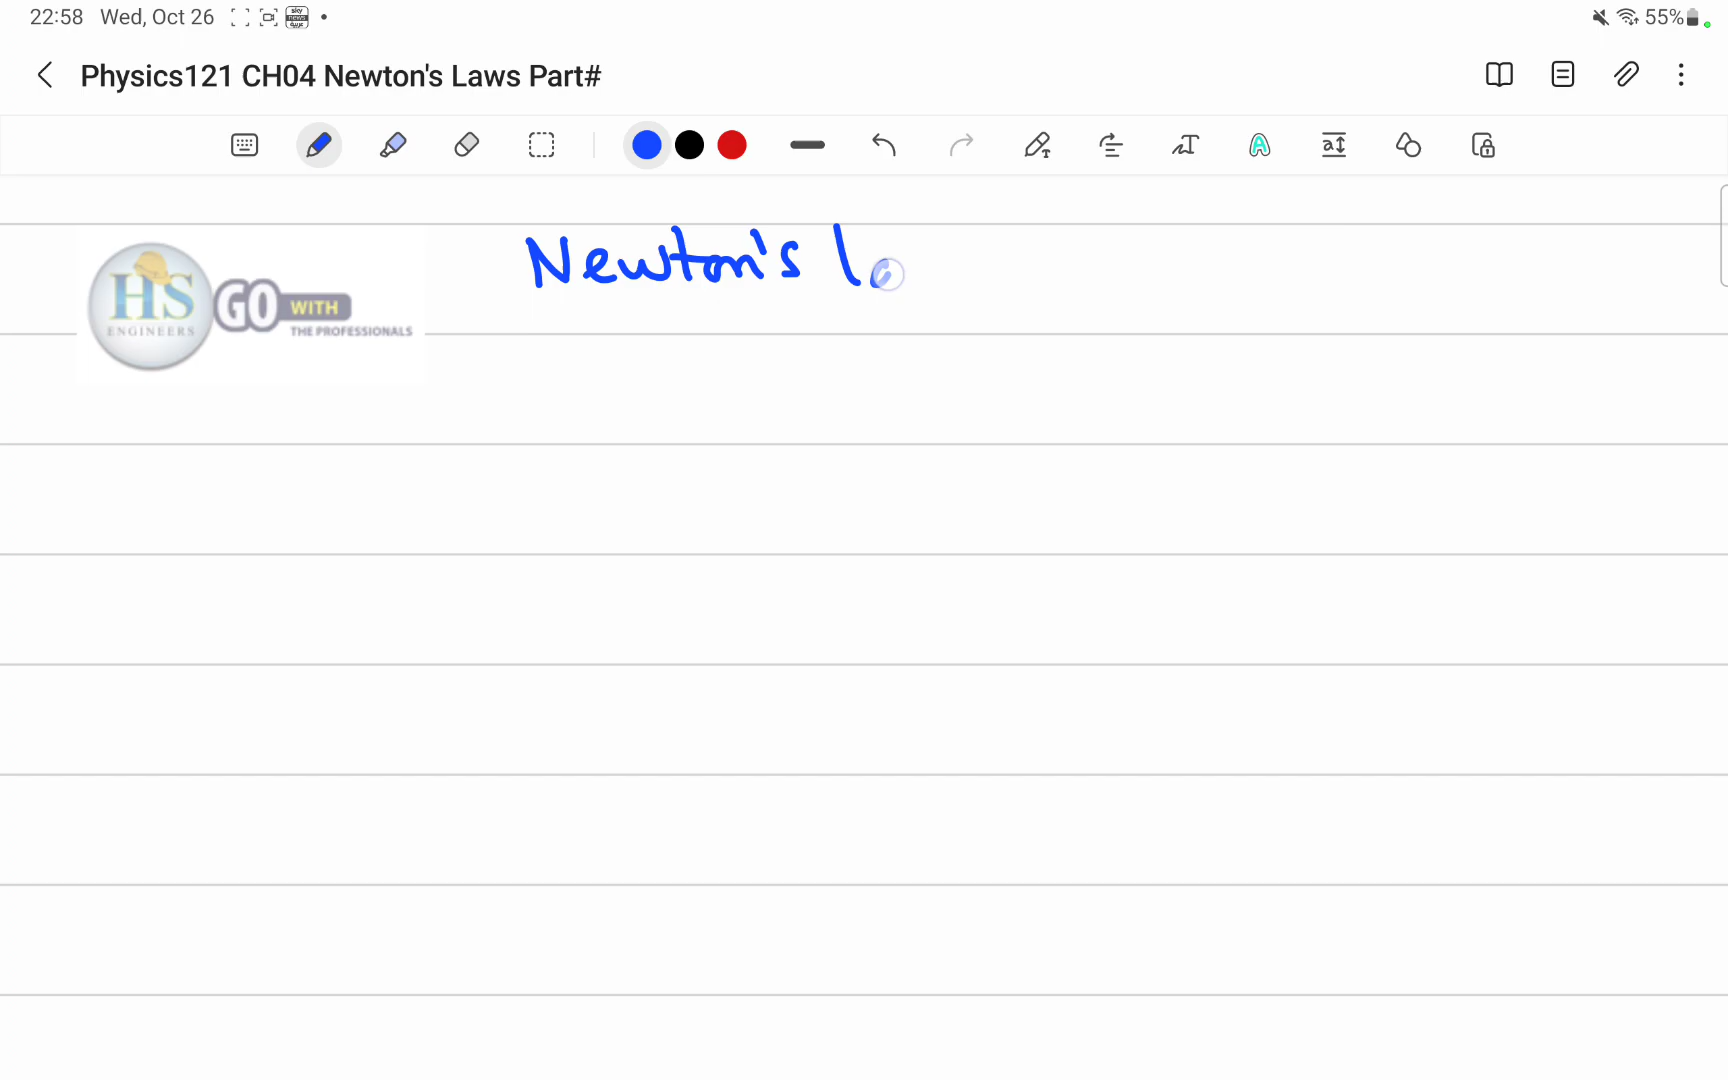 22:58 Wed, Oct 26 55%
Physics121 CH04 Newton's Laws Part#
Newton's l
HS
ENGINEERS
GO WITH
THE PROFESSIONALS